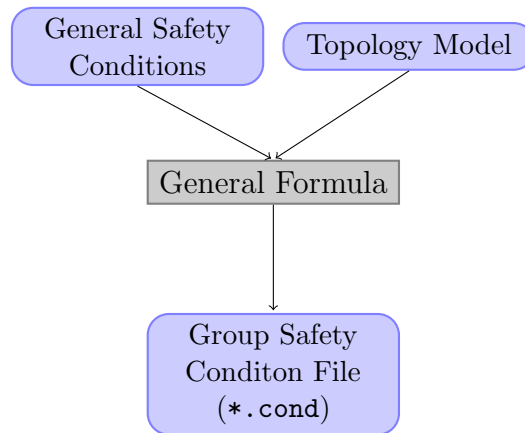 General Safety
Conditions
Topology Model
General Formula
Group Safety
Conditon File
(*.cond)